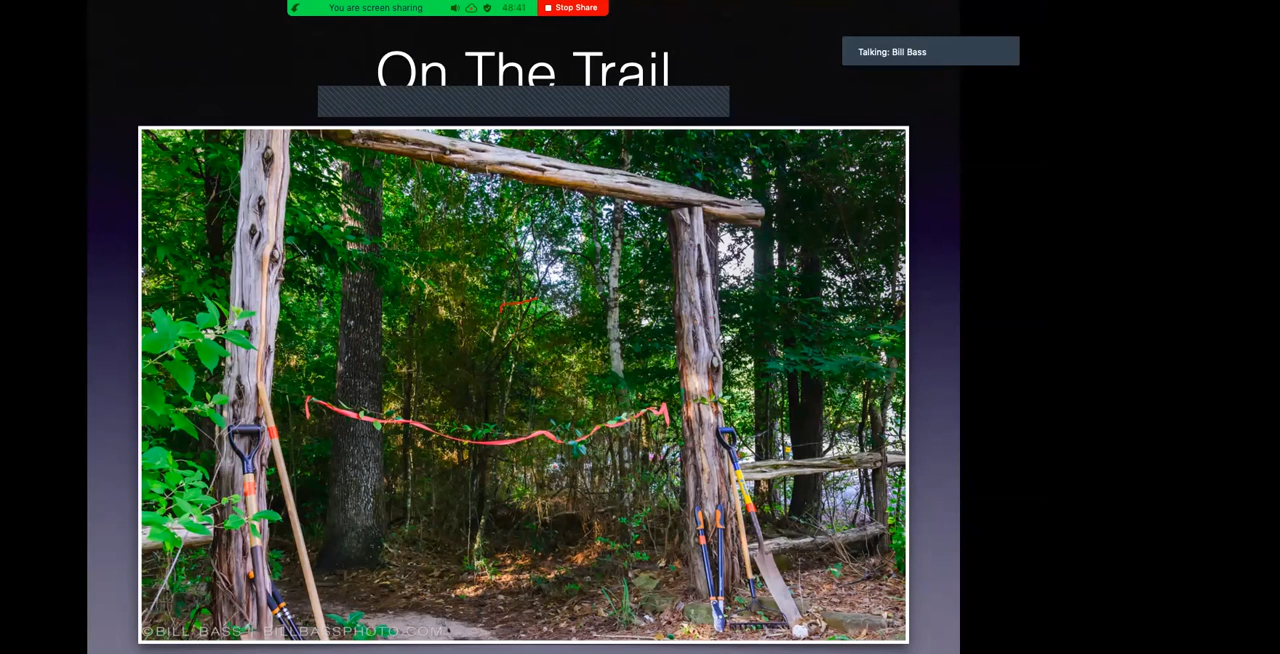 You are screen sharing 48:41 Stop Share
On The Trail
Talking: Bill Bass
©BILL BASS | BILLBASSPHOTO.COM